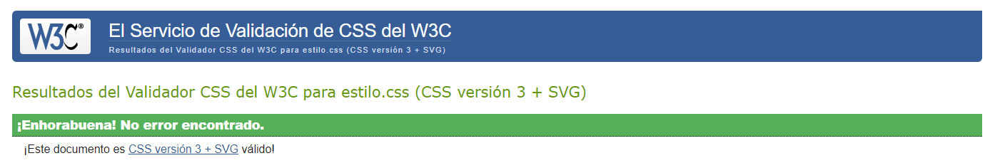 W3C®
El Servicio de Validación de CSS del W3C
Resultados del Validador CSS del W3C para estilo.css (CSS versión 3 + SVG)
Resultados del Validador CSS del W3C para estilo.css (CSS versión 3 + SVG)
¡Enhorabuena! No error encontrado.
¡Este documento es CSS versión 3 + SVG válido!